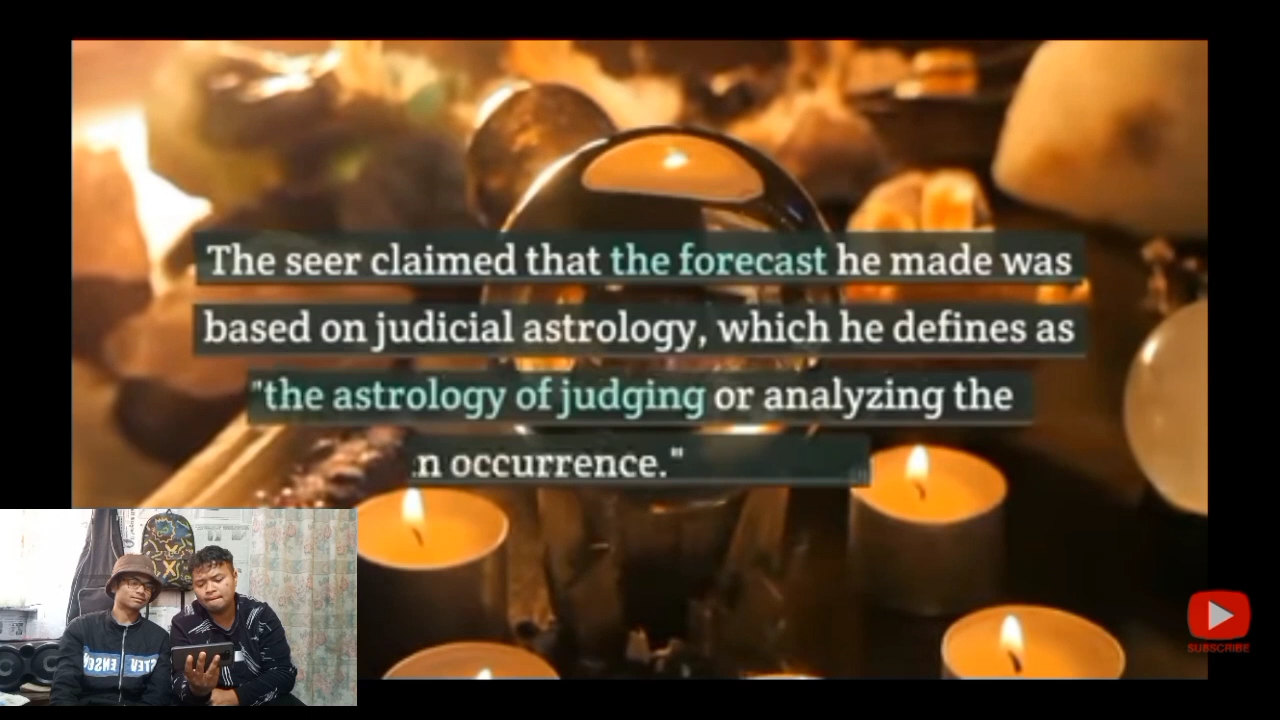 The seer claimed that the forecast he made was
based on judicial astrology, which he defines as
"the astrology of judging or analyzing the
n occurrence."
SUBSCRIBE